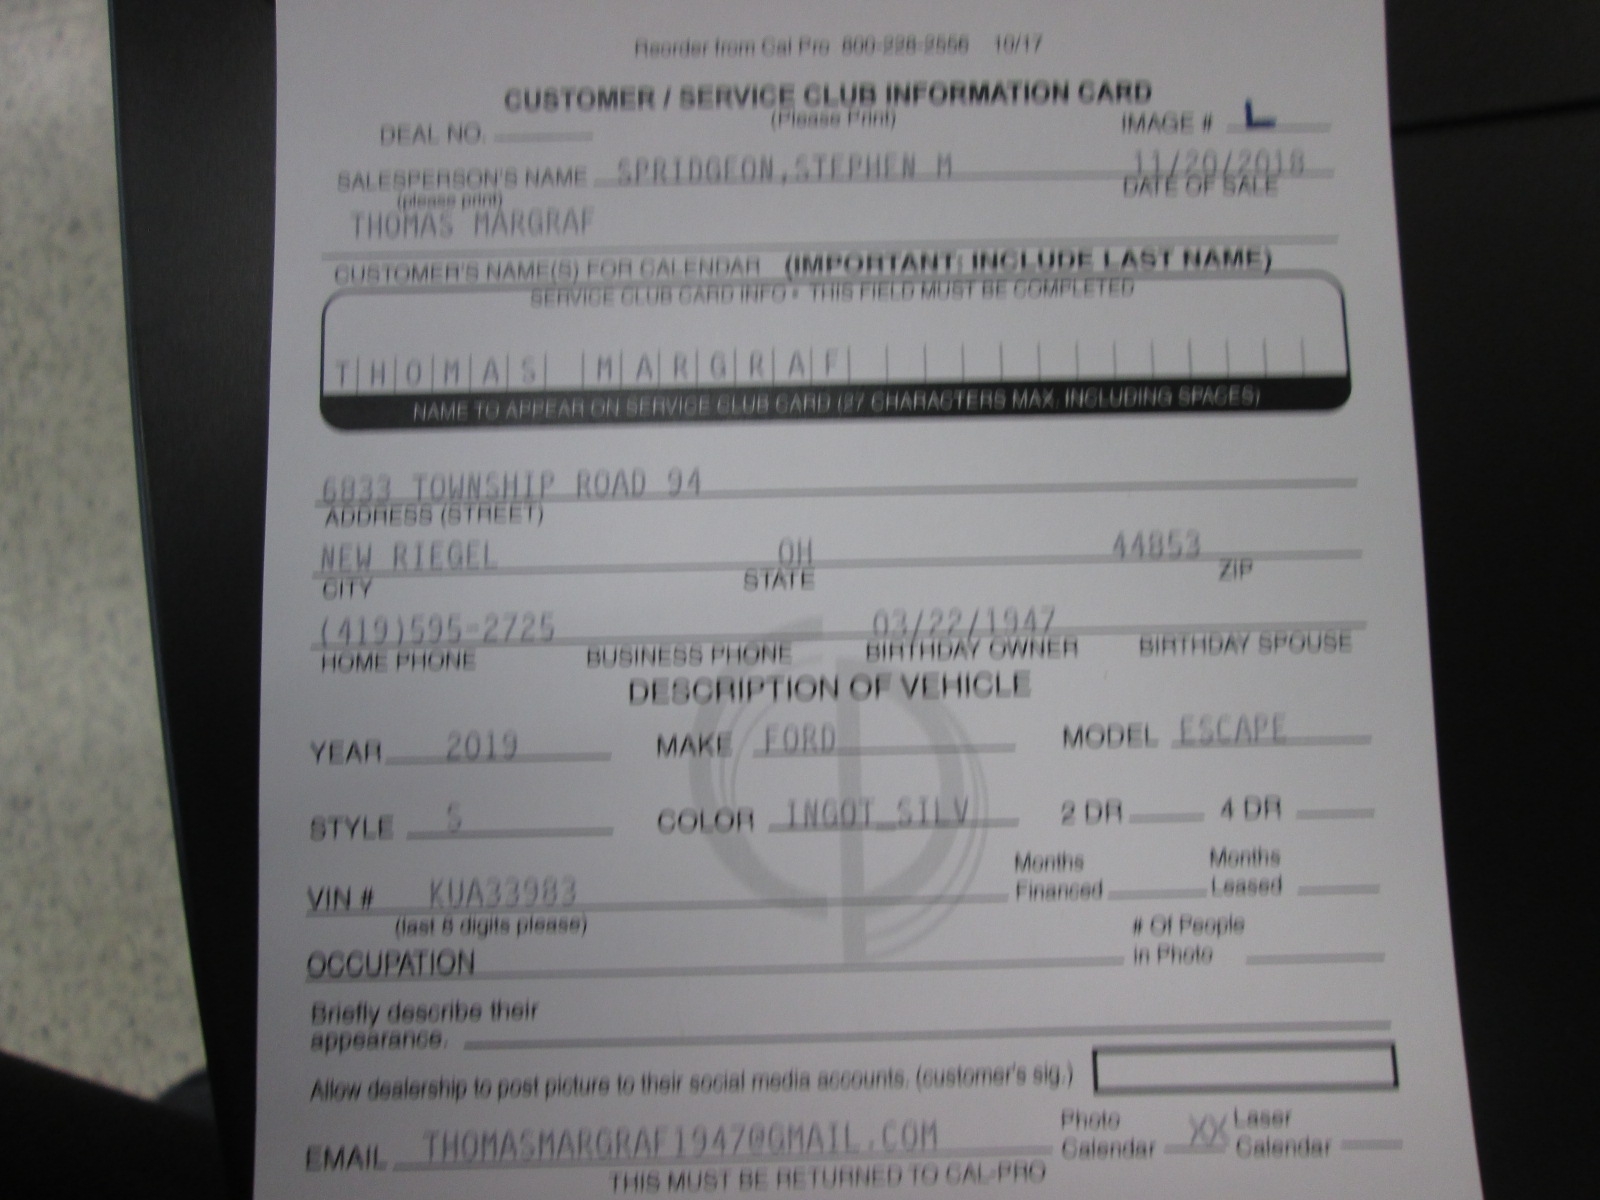 Reorder from Cal Pro 800-228-2556 10/17
CUSTOMER / SERVICE CLUB INFORMATION CARD
(Please Print)
DEAL NO. IMAGE # L
SALESPERSON'S NAME SPRIDGEON,STEPHEN M 11/20/2018
(please print) DATE OF SALE
THOMAS MARGRAF
CUSTOMER'S NAME(S) FOR CALENDAR (IMPORTANT: INCLUDE LAST NAME)
SERVICE CLUB CARD INFO • THIS FIELD MUST BE COMPLETED
THOMAS MARGRAF
NAME TO APPEAR ON SERVICE CLUB CARD (27 CHARACTERS MAX. INCLUDING SPACES)
6833 TOWNSHIP ROAD 94
ADDRESS (STREET)
NEW RIEGEL OH 44853
CITY STATE ZIP
(419)595-2725 03/22/1947
HOME PHONE BUSINESS PHONE BIRTHDAY OWNER BIRTHDAY SPOUSE
DESCRIPTION OF VEHICLE
YEAR 2019 MAKE FORD MODEL ESCAPE
STYLE S COLOR INGOT_SILV 2 DR 4 DR
Months Financed Months Leased
VIN # KUA33983
(last 8 digits please)
# Of People in Photo
OCCUPATION
Briefly describe their
appearance.
Allow dealership to post picture to their social media accounts. (customer's sig.)
EMAIL THOMASMARGRAF1947@GMAIL.COM Photo Calendar XX Laser Calendar
THIS MUST BE RETURNED TO CAL-PRO